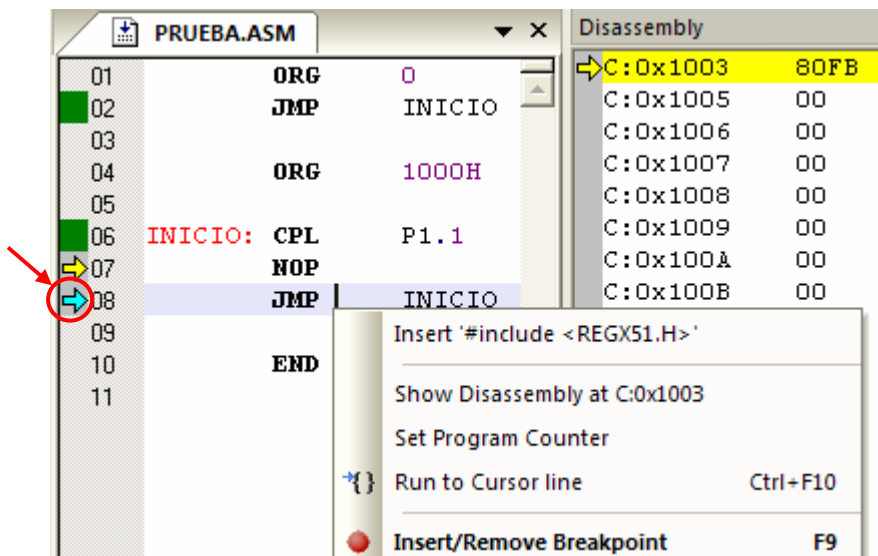 PRUEBA.ASM
01 ORG 0
02 JMP INICIO
03
04 ORG 1000H
05
06 INICIO: CPL P1.1
07 NOP
08 JMP INICIO
09
10 END
11
Disassembly
C:0x1003 80FB
C:0x1005 00
C:0x1006 00
C:0x1007 00
C:0x1008 00
C:0x1009 00
C:0x100A 00
C:0x100B 00
Insert '#include <REGX51.H>'
Show Disassembly at C:0x1003
Set Program Counter
Run to Cursor line Ctrl+F10
Insert/Remove Breakpoint F9